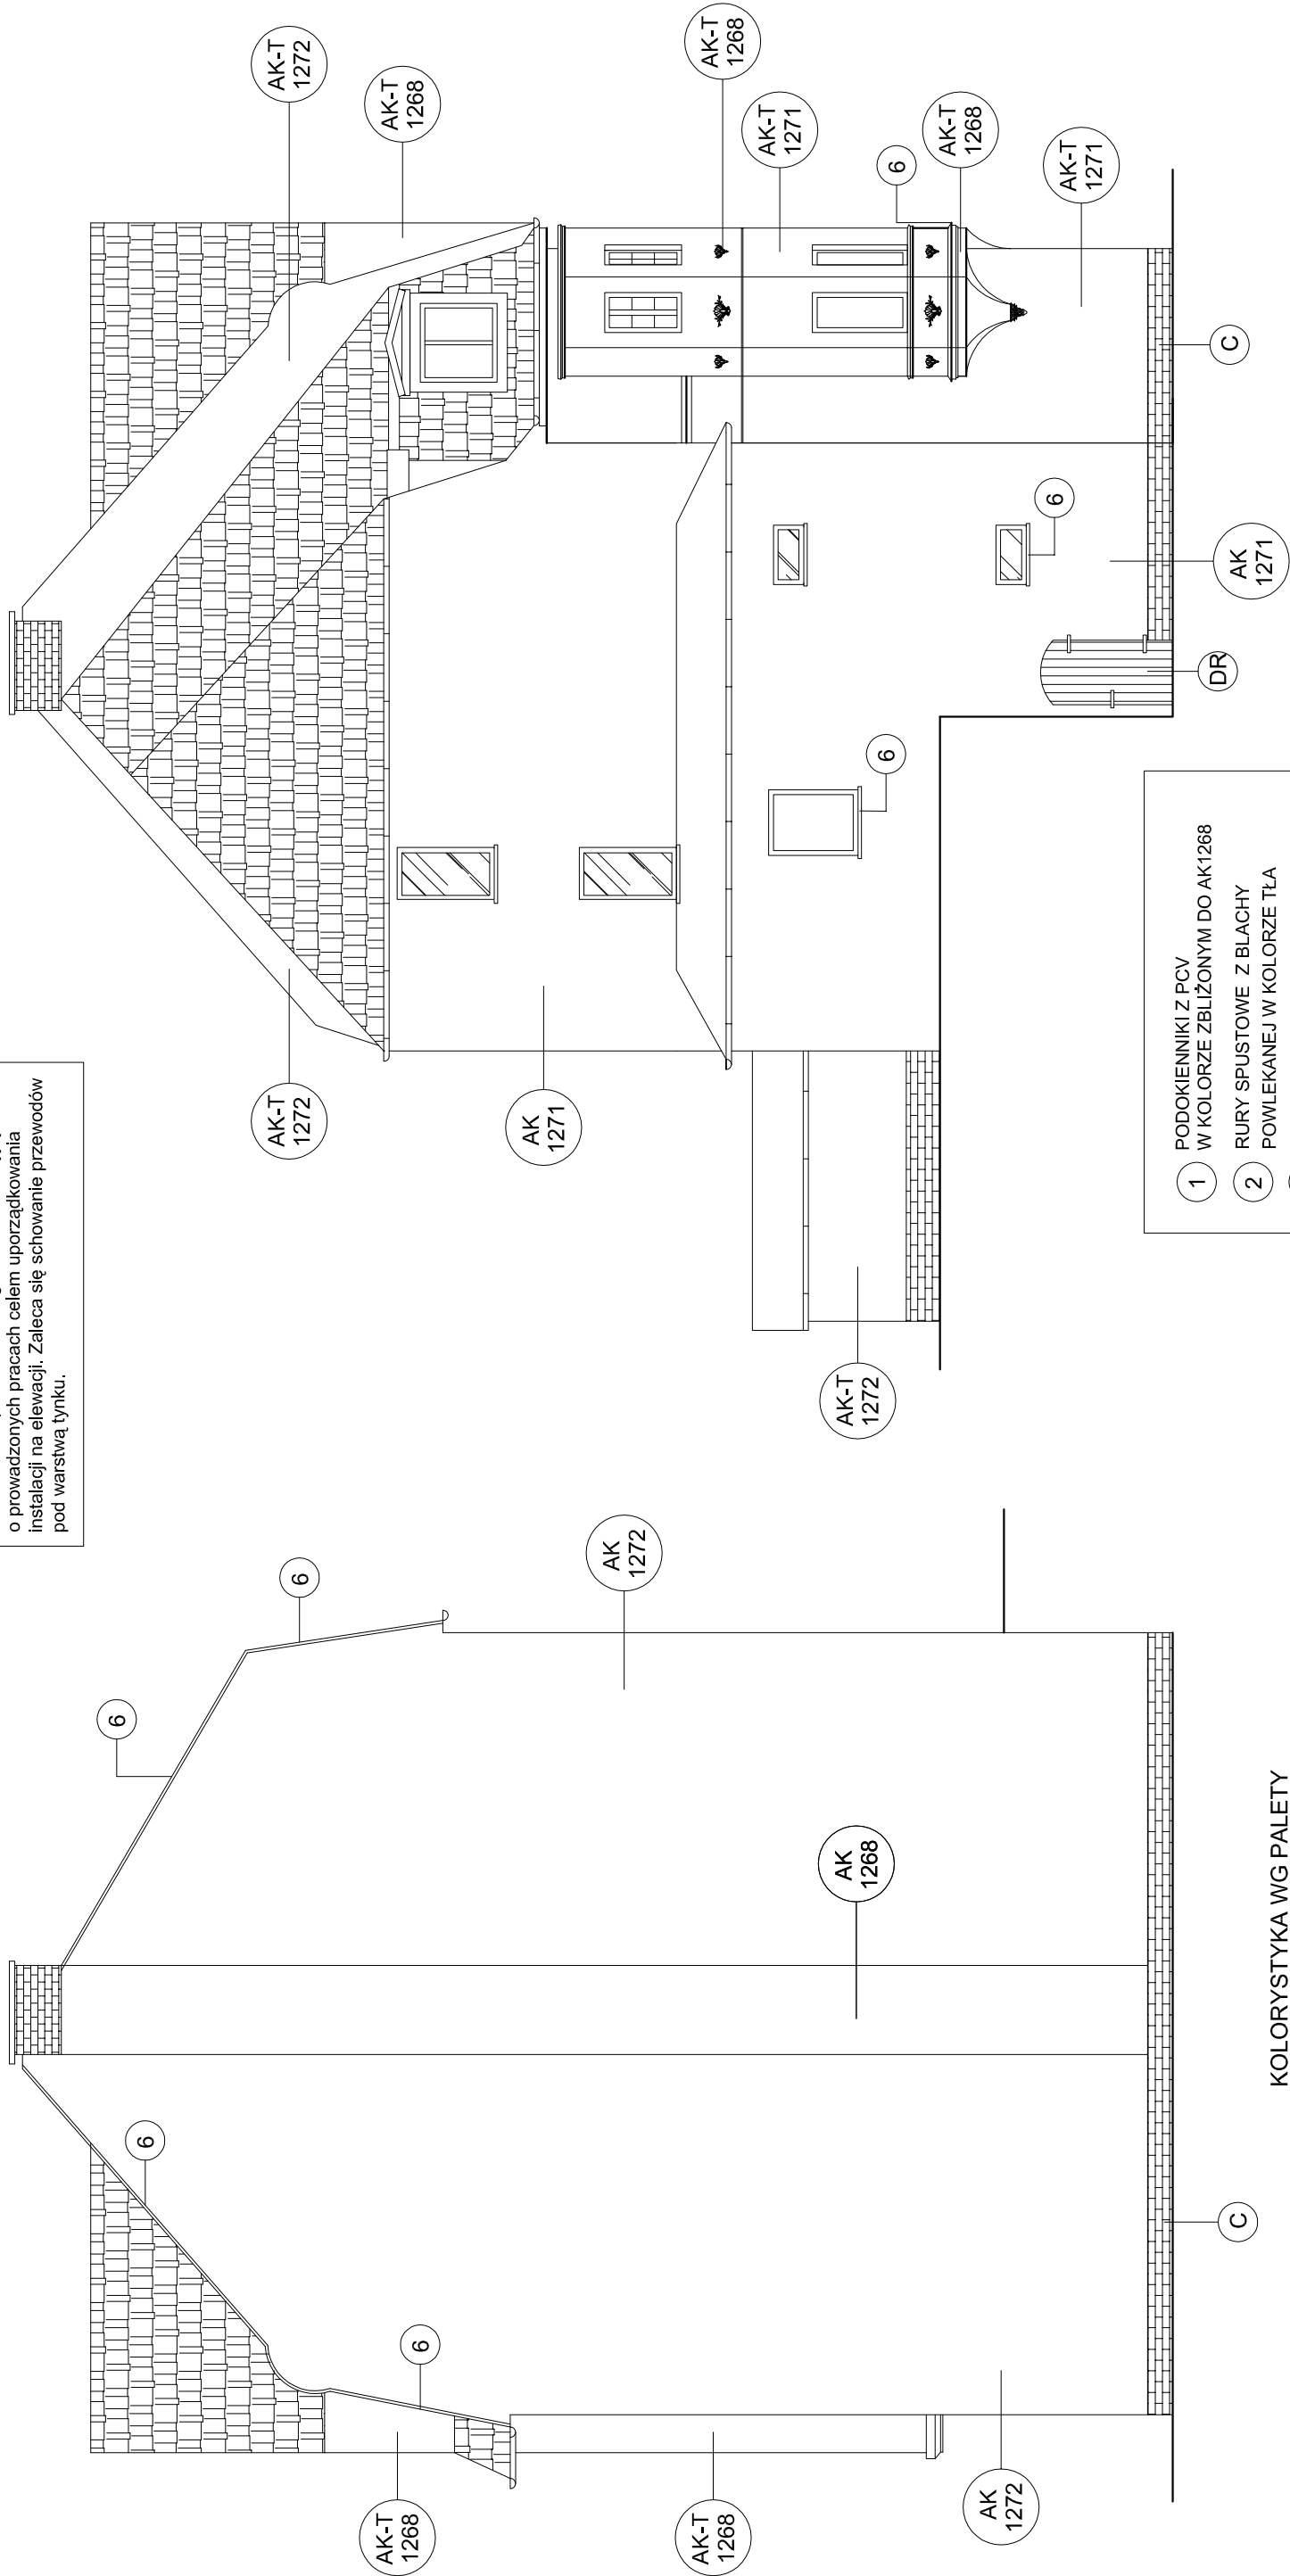 o prowadzonych pracach celem uporządkowania
instalacji na elewacji. Zaleca się schowanie przewodów
pod warstwą tynku.
6
6
6
6
AK-T
1268
AK-T
1268
AK
1272
AK
1268
AK
1272
C
KOLORYSTYKA WG PALETY
AK-T
1272
AK-T
1272
AK-T
1268
AK-T
1268
AK-T
1271
6
AK-T
1268
AK-T
1271
C
AK
1271
6
AK
1271
DR
6
AK-T
1272
1 PODOKIENNIKI Z PCV
W KOLORZE ZBLIŻONYM DO AK1268
2 RURY SPUSTOWE Z BLACHY
POWLEKANEJ W KOLORZE TŁA